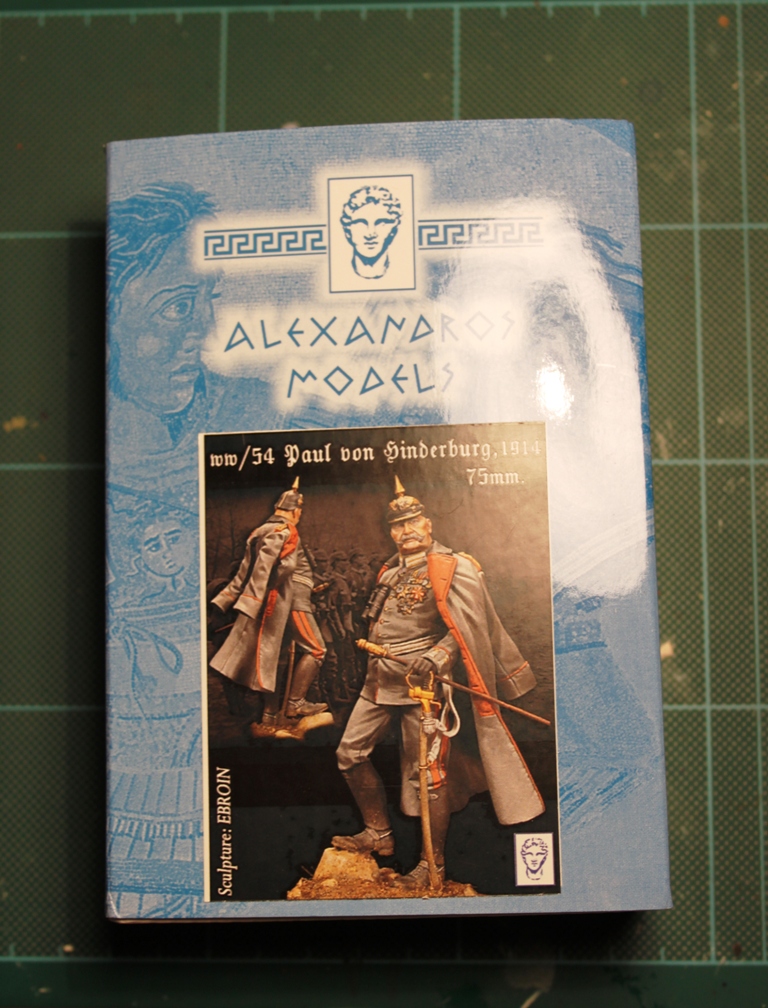 ALEXANDROS
MODELS
ww/54 Paul von Hinderburg, 1914
75mm.
Sculpture: EBROIN